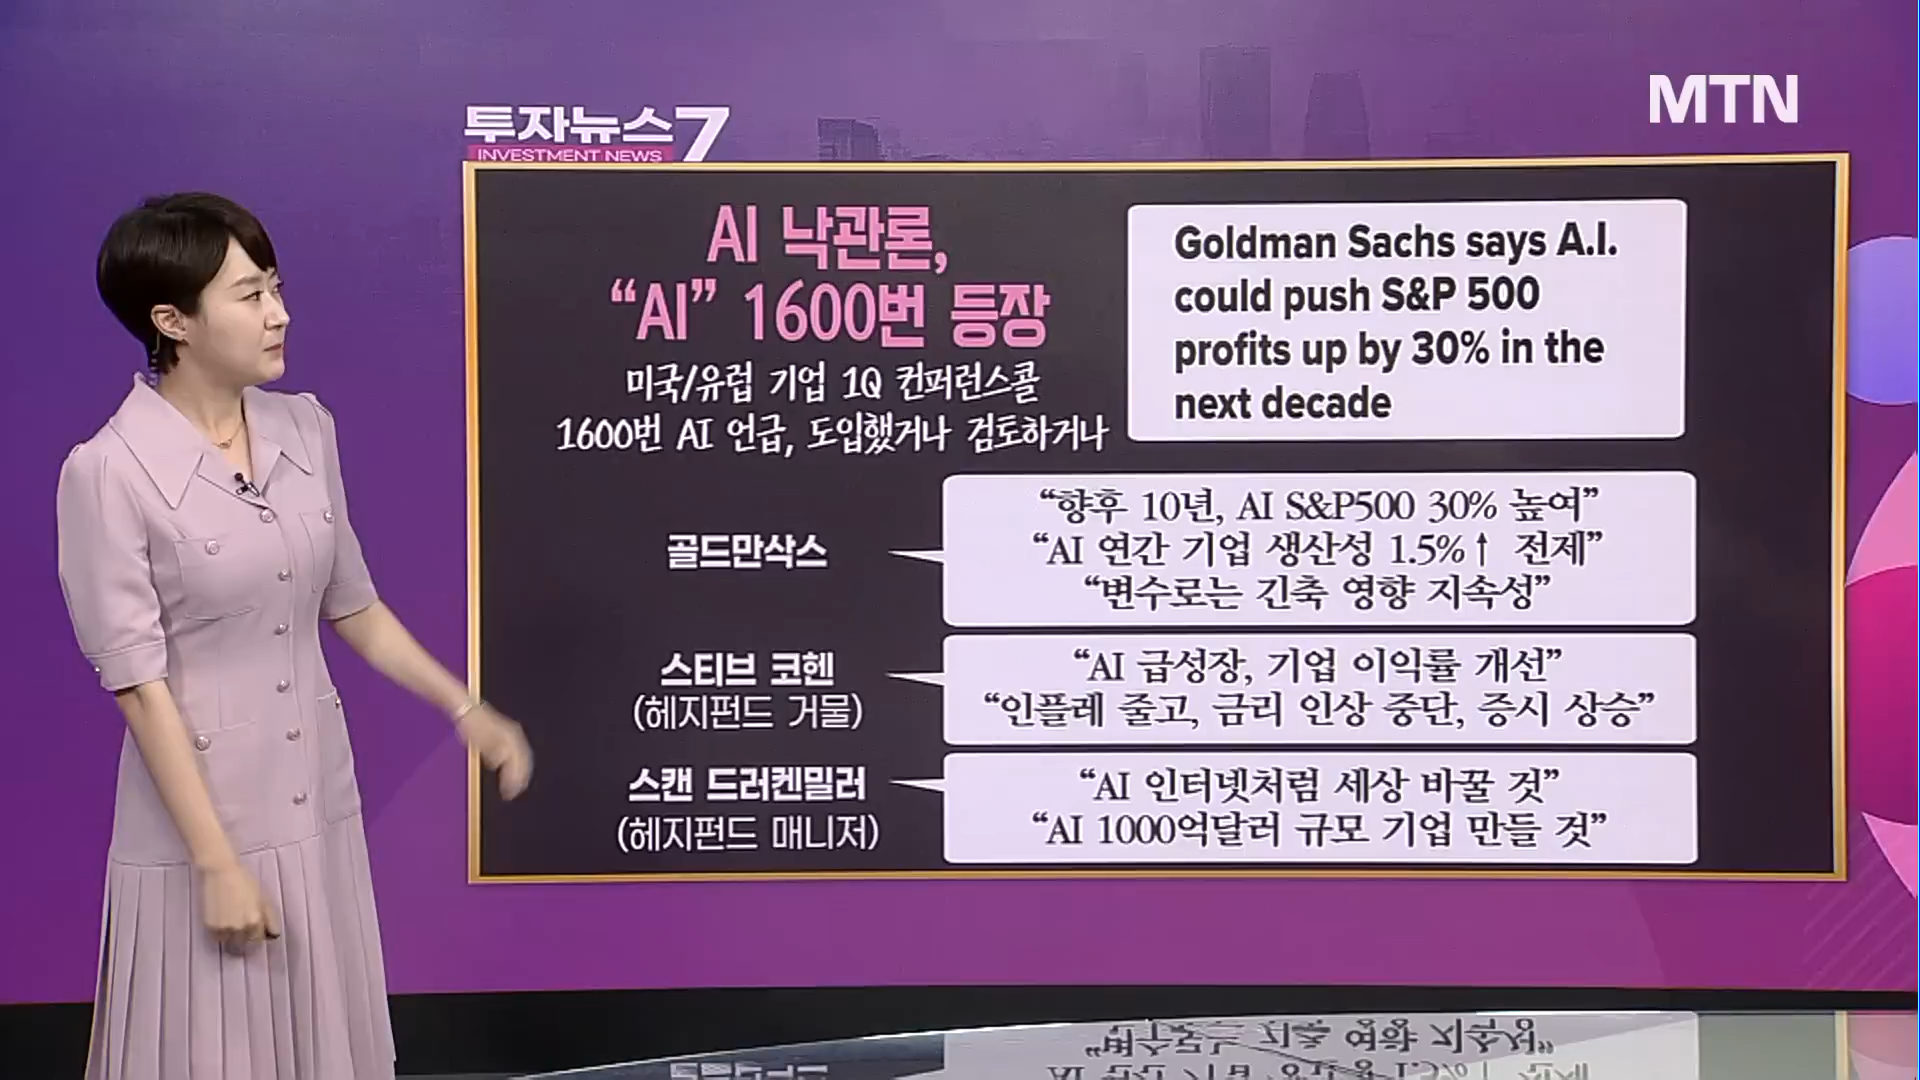 MTN
투자뉴스7
INVESTMENT NEWS
AI 낙관론,
“AI” 1600번 등장
미국/유럽 기업 1Q 컨퍼런스콜
1600번 AI 언급, 도입했거나 검토하거나
Goldman Sachs says A.I.
could push S&P 500
profits up by 30% in the
next decade
골드만삭스
“향후 10년, AI S&P500 30% 높여”
“AI 연간 기업 생산성 1.5%↑ 전제”
“변수로는 긴축 영향 지속성”
스티브 코헨
(헤지펀드 거물)
“AI 급성장, 기업 이익률 개선”
“인플레 줄고, 금리 인상 중단, 증시 상승”
스캔 드러켄밀러
(헤지펀드 매니저)
“AI 인터넷처럼 세상 바꿀 것”
“AI 1000억달러 규모 기업 만들 것”